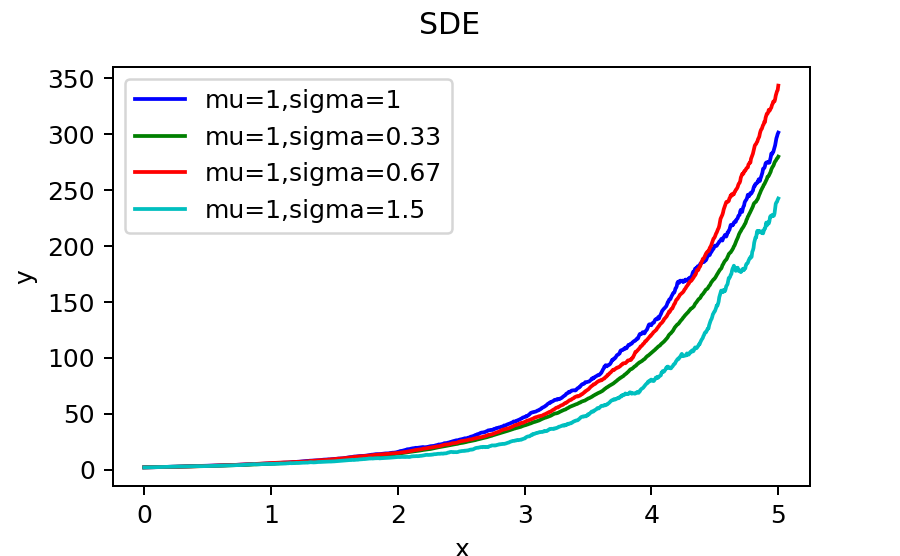 SDE
350
300
250
200
150
100
50
0
y
mu=1,sigma=1
mu=1,sigma=0.33
mu=1,sigma=0.67
mu=1,sigma=1.5
0 1 2 3 4 5
x